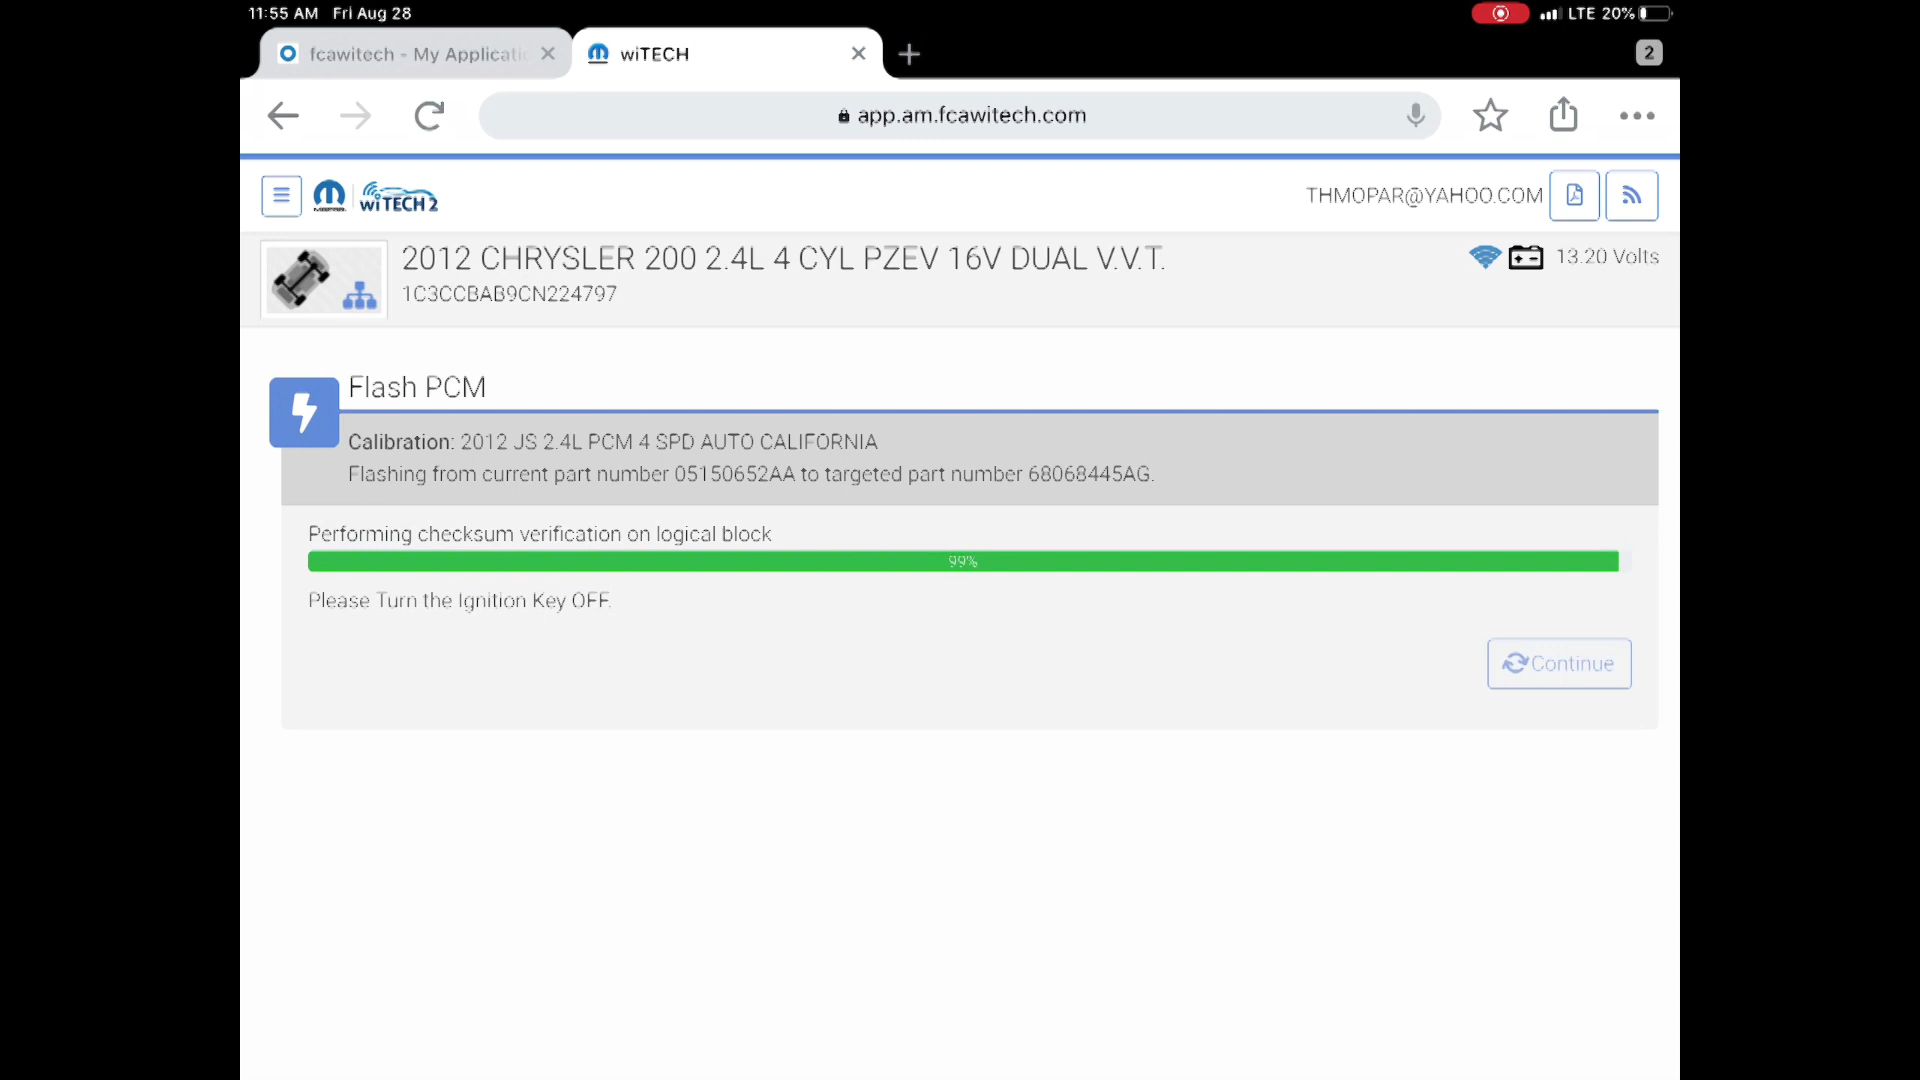 11:55 AM Fri Aug 28
LTE 20%
fcawitech - My Applicatio
wiTECH
2
app.am.fcawitech.com
MOPAR
wiTECH 2
THMOPAR@YAHOO.COM
2012 CHRYSLER 200 2.4L 4 CYL PZEV 16V DUAL V.V.T.
13.20 Volts
1C3CCBAB9CN224797
Flash PCM
Calibration: 2012 JS 2.4L PCM 4 SPD AUTO CALIFORNIA
Flashing from current part number 05150652AA to targeted part number 68068445AG.
Performing checksum verification on logical block
99%
Please Turn the Ignition Key OFF.
Continue